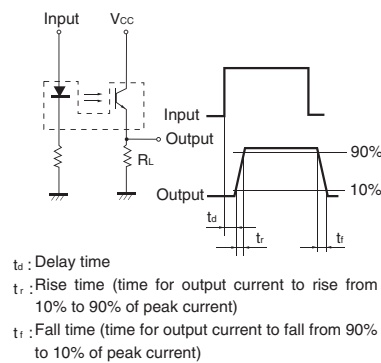 Input
Vcc
Output
RL
Input
90%
Output
10%
td
tr
tf
td : Delay time
tr : Rise time (time for output current to rise from
10% to 90% of peak current)
tf : Fall time (time for output current to fall from 90%
to 10% of peak current)